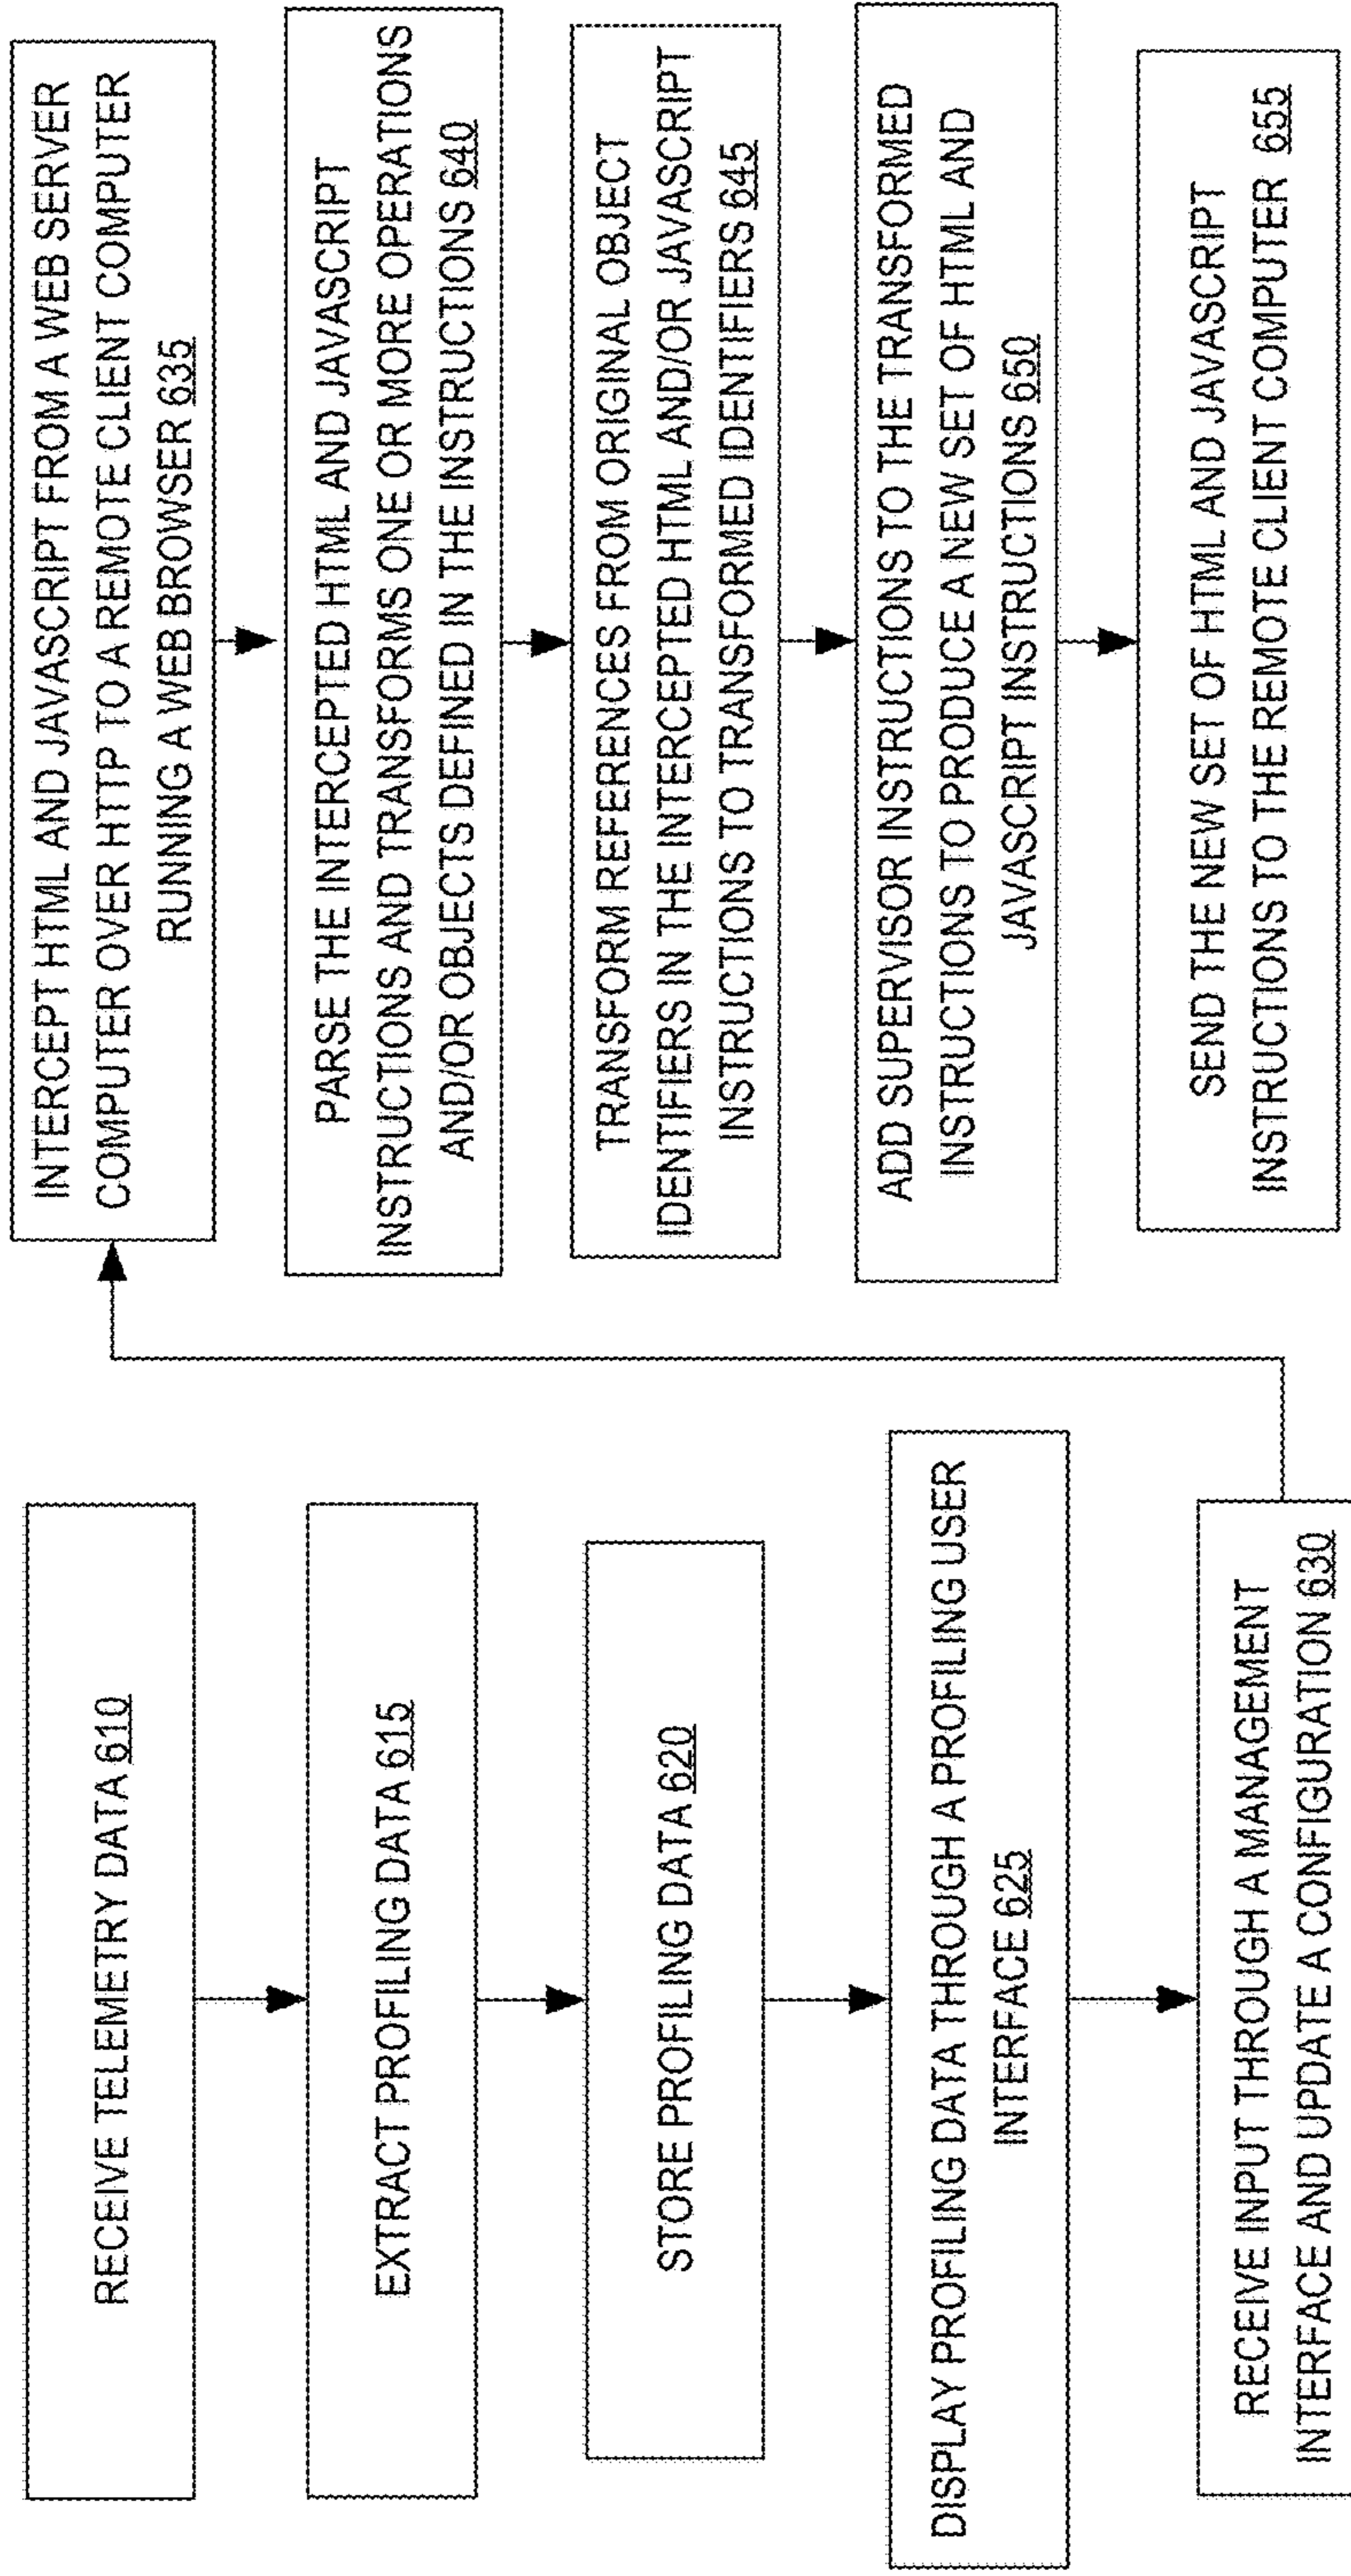 RECEIVE TELEMETRY DATA 610
EXTRACT PROFILING DATA 615
STORE PROFILING DATA 620
DISPLAY PROFILING DATA THROUGH A PROFILING USER
INTERFACE 625
RECEIVE INPUT THROUGH A MANAGEMENT
INTERFACE AND UPDATE A CONFIGURATION 630
INTERCEPT HTML AND JAVASCRIPT FROM A WEB SERVER
COMPUTER OVER HTTP TO A REMOTE CLIENT COMPUTER
RUNNING A WEB BROWSER 635
PARSE THE INTERCEPTED HTML AND JAVASCRIPT
INSTRUCTIONS AND TRANSFORMS ONE OR MORE OPERATIONS
AND/OR OBJECTS DEFINED IN THE INSTRUCTIONS 640
TRANSFORM REFERENCES FROM ORIGINAL OBJECT
IDENTIFIERS IN THE INTERCEPTED HTML AND/OR JAVASCRIPT
INSTRUCTIONS TO TRANSFORMED IDENTIFIERS 645
ADD SUPERVISOR INSTRUCTIONS TO THE TRANSFORMED
INSTRUCTIONS TO PRODUCE A NEW SET OF HTML AND
JAVASCRIPT INSTRUCTIONS 650
SEND THE NEW SET OF HTML AND JAVASCRIPT
INSTRUCTIONS TO THE REMOTE CLIENT COMPUTER 655